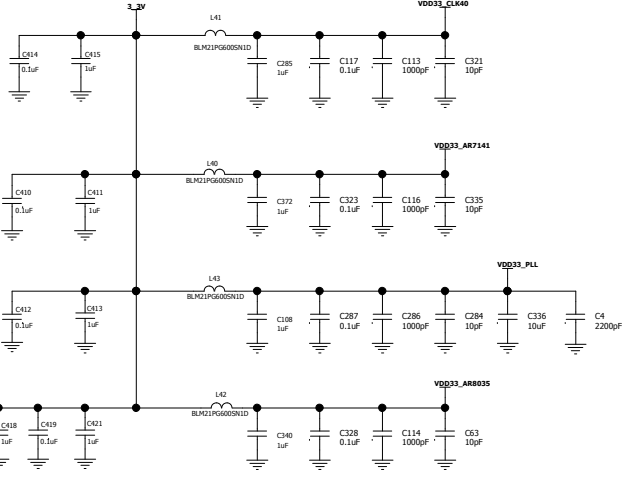 3_3V
VDD33_CLK40
L41
BLM21PG600SN1D
C414
0.1uF
C415
1uF
C285
1uF
C117
0.1uF
C113
1000pF
C321
10pF
VDD33_AR7141
L40
BLM21PG600SN1D
C410
0.1uF
C411
1uF
C372
1uF
C323
0.1uF
C116
1000pF
C335
10pF
VDD33_PLL
L43
BLM21PG600SN1D
C412
0.1uF
C413
1uF
C108
1uF
C287
0.1uF
C286
1000pF
C284
10pF
C336
10uF
C4
2200pF
VDD33_AR8035
L42
BLM21PG600SN1D
C418
1uF
C419
0.1uF
C421
1uF
C340
1uF
C328
0.1uF
C114
1000pF
C63
10pF